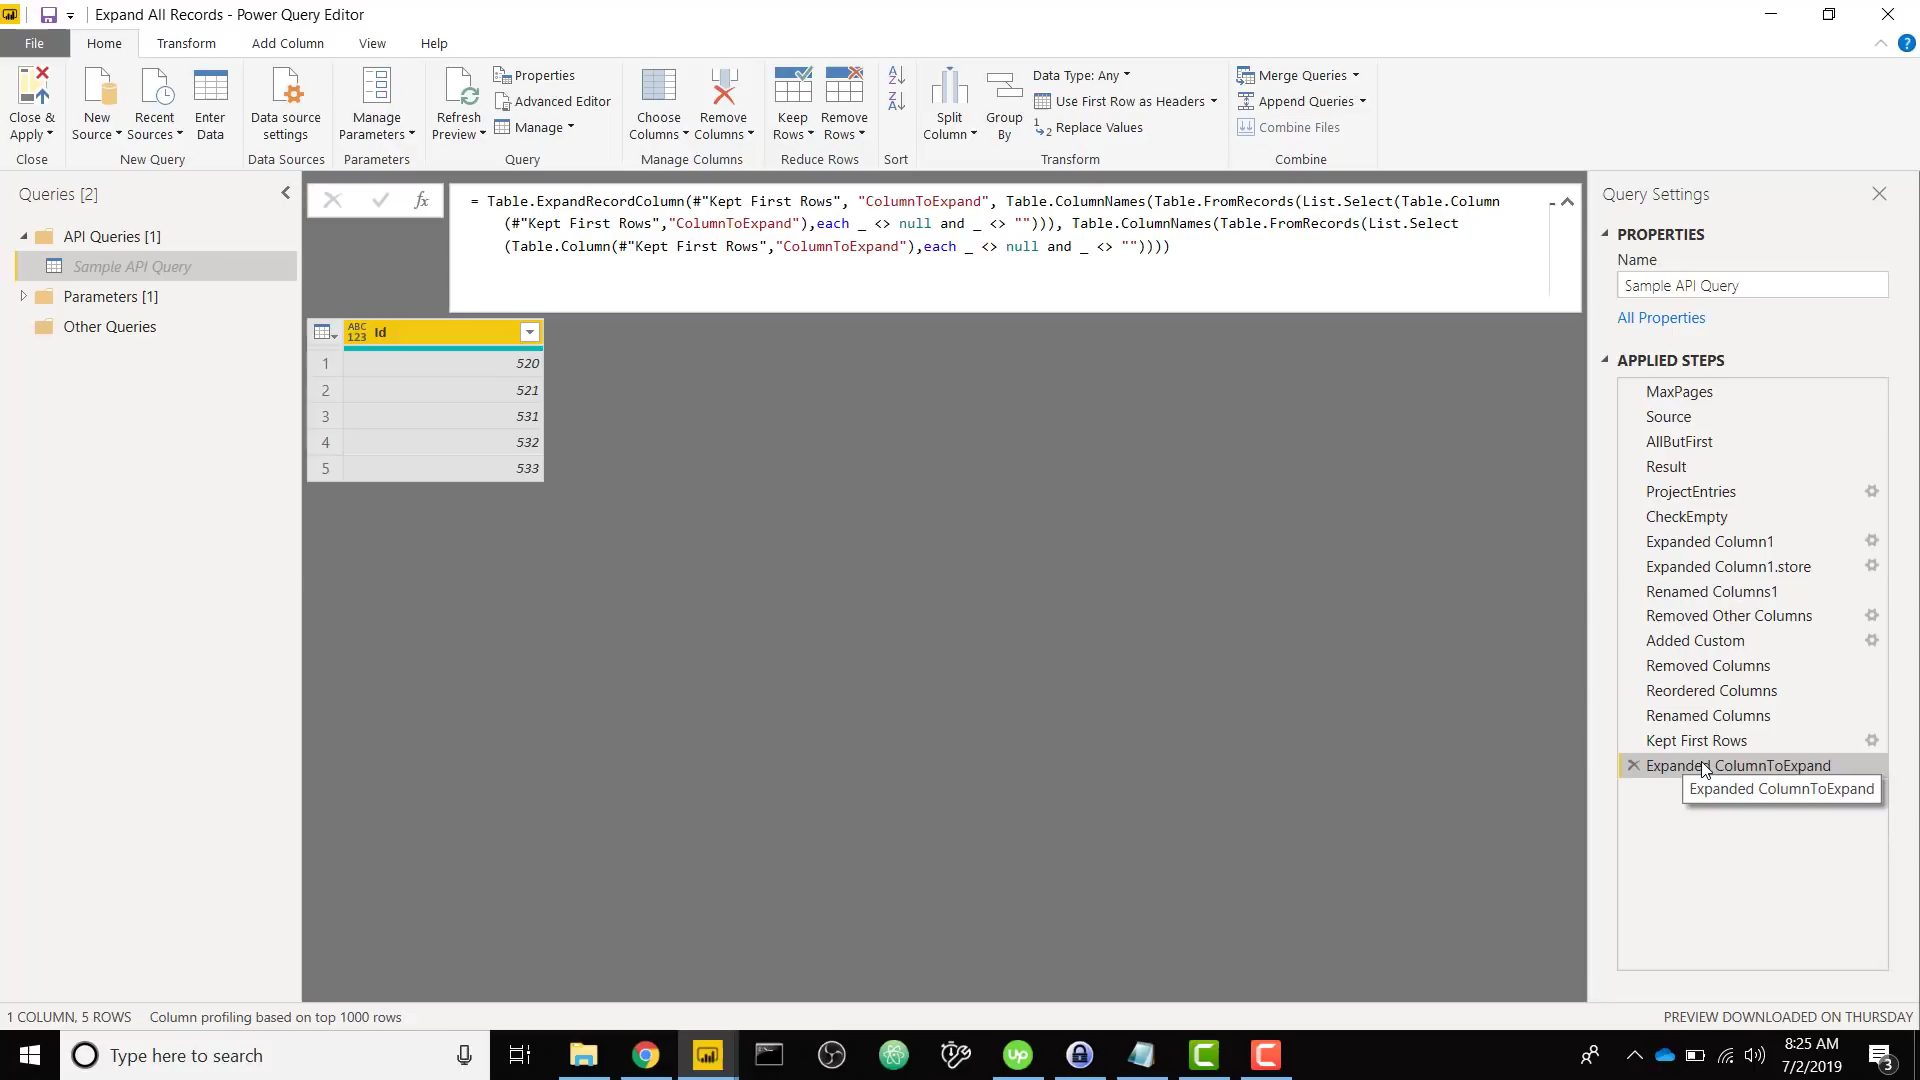 Expand All Records - Power Query Editor
File
Home
Transform
Add Column
View
Help
Close &
Apply
Close
New
Source
Recent
Sources
Enter
Data
New Query
Data source
settings
Data Sources
Manage
Parameters
Parameters
Refresh
Preview
Properties
Advanced Editor
Manage
Query
Choose
Columns
Remove
Columns
Manage Columns
Keep
Rows
Remove
Rows
Reduce Rows
Sort
Split
Column
Group
By
Data Type: Any
Use First Row as Headers
Replace Values
Transform
Merge Queries
Append Queries
Combine Files
Combine
Queries [2]
API Queries [1]
Sample API Query
Parameters [1]
Other Queries
fx
= Table.ExpandRecordColumn(#"Kept First Rows", "ColumnToExpand", Table.ColumnNames(Table.FromRecords(List.Select(Table.Column
(#"Kept First Rows","ColumnToExpand"),each _ <> null and _ <> ""))), Table.ColumnNames(Table.FromRecords(List.Select
(Table.Column(#"Kept First Rows","ColumnToExpand"),each _ <> null and _ <> ""))))
ABC
123
Id
1 520
2 521
3 531
4 532
5 533
Query Settings
PROPERTIES
Name
Sample API Query
All Properties
APPLIED STEPS
MaxPages
Source
AllButFirst
Result
ProjectEntries
CheckEmpty
Expanded Column1
Expanded Column1.store
Renamed Columns1
Removed Other Columns
Added Custom
Removed Columns
Reordered Columns
Renamed Columns
Kept First Rows
Expanded ColumnToExpand
Expanded ColumnToExpand
1 COLUMN, 5 ROWS
Column profiling based on top 1000 rows
PREVIEW DOWNLOADED ON THURSDAY
Type here to search
up
8:25 AM
7/2/2019
3